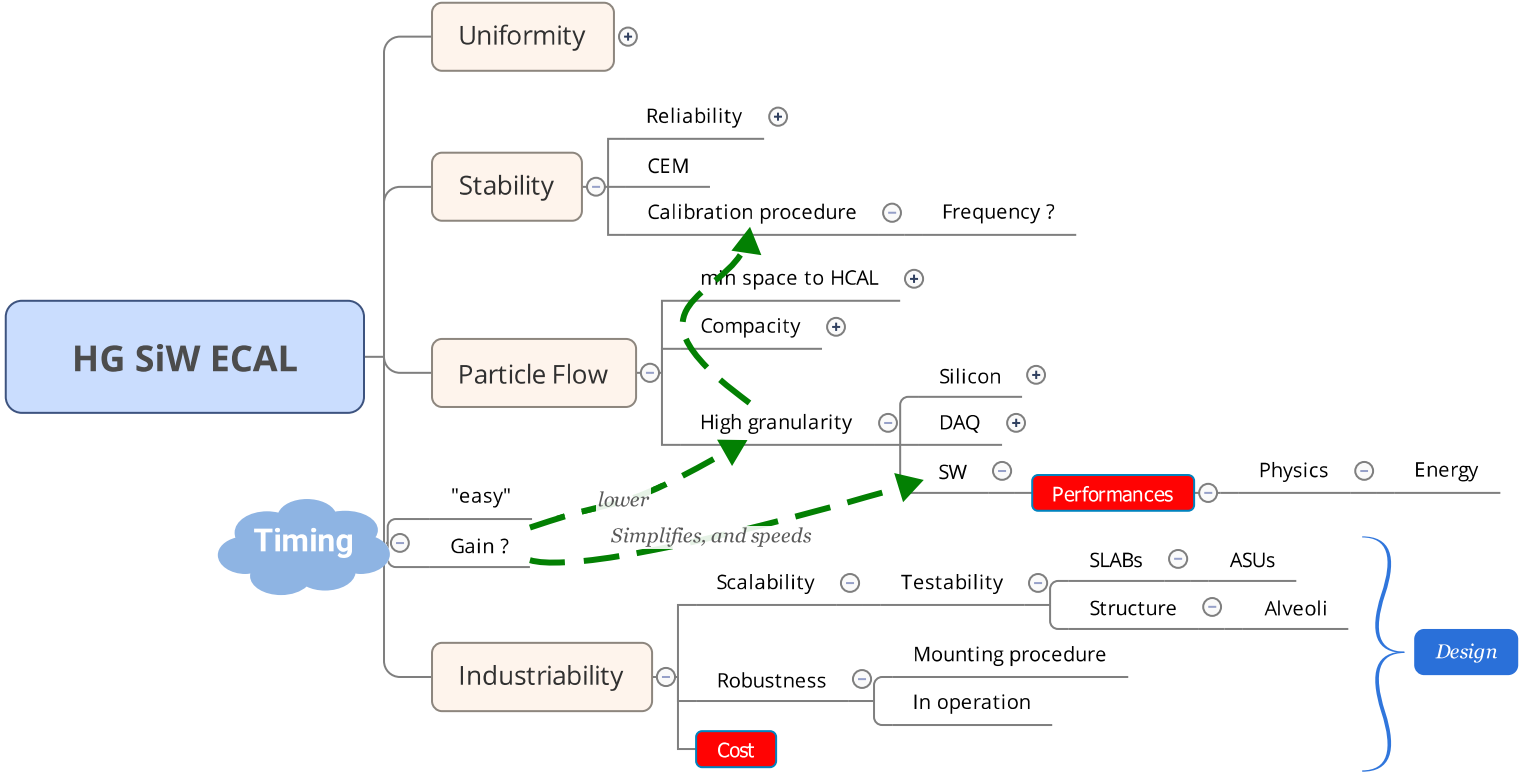 Uniformity
Reliability
CEM
Stability
Calibration procedure
Frequency ?
min space to HCAL
Compacity
HG SiW ECAL
Particle Flow
Silicon
High granularity
DAQ
SW
Performances
Physics
Energy
"easy"
lower
Timing
Gain ?
Simplifies, and speeds
Scalability
Testability
SLABs
ASUs
Structure
Alveoli
Design
Industriability
Mounting procedure
Robustness
In operation
Cost